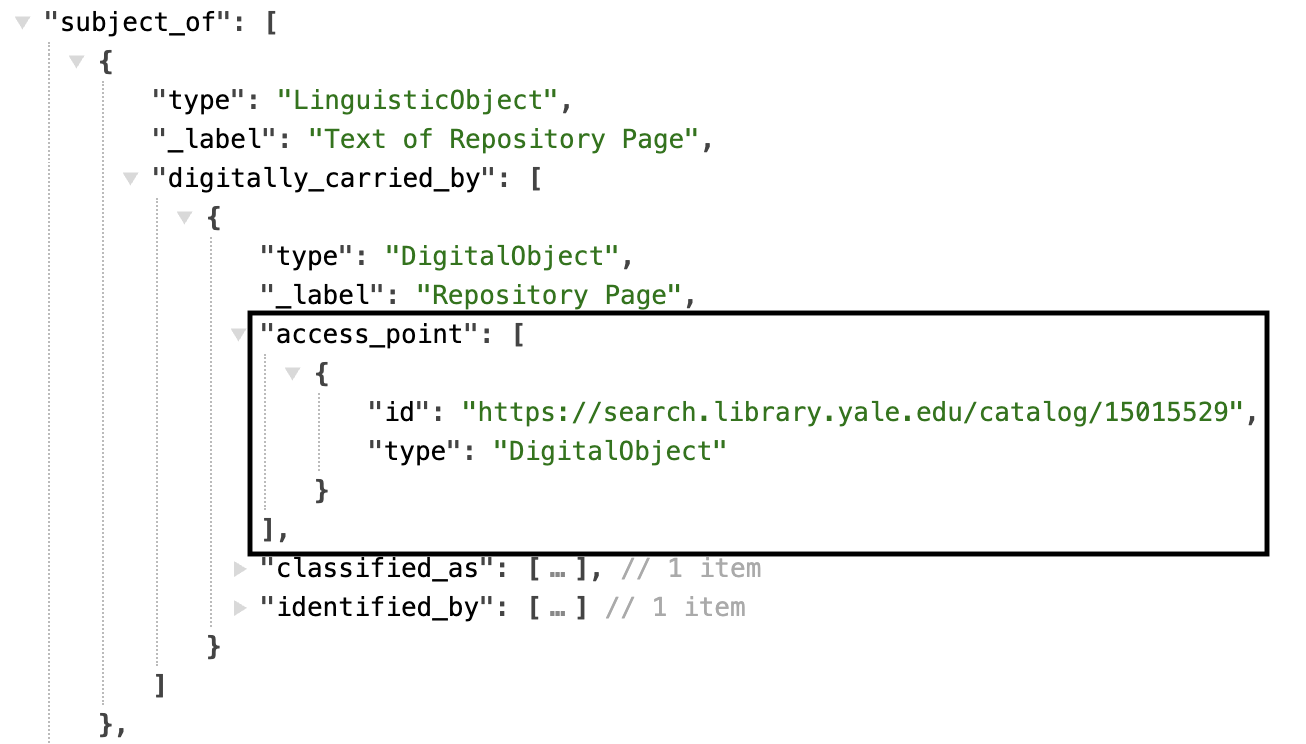 "subject_of": [
{
"type": "LinguisticObject",
"_label": "Text of Repository Page",
"digitally_carried_by": [
{
"type": "DigitalObject",
"_label": "Repository Page",
"access_point": [
{
"id": "https://search.library.yale.edu/catalog/15015529",
"type": "DigitalObject"
}
],
"classified_as": [ … ], // 1 item
"identified_by": [ … ] // 1 item
}
]
},